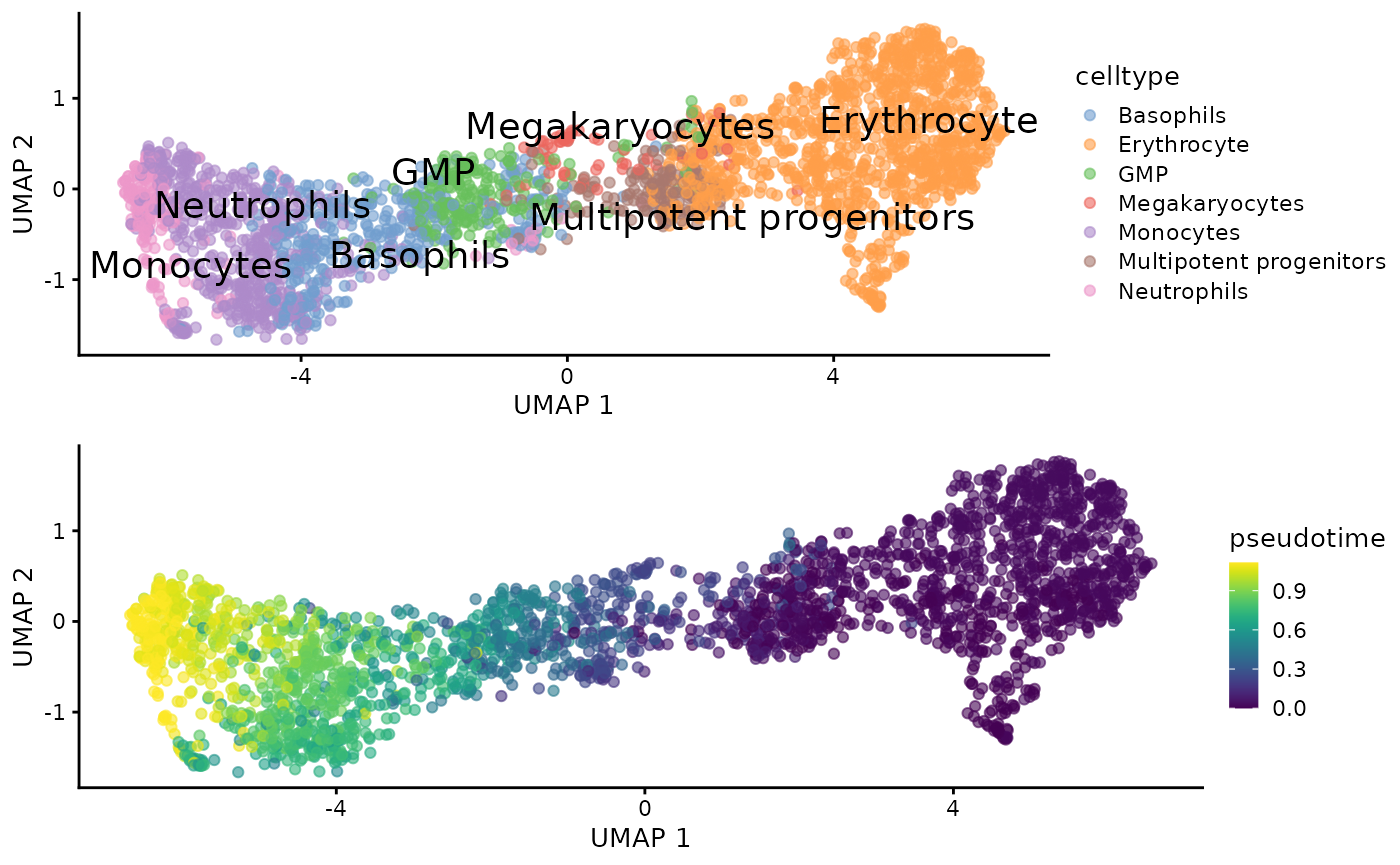 UMAP 2
1
0
-1
Megakaryocytes
Erythrocyte
GMP
Neutrophils
Multipotent progenitors
Basophils
Monocytes
-4
0
4
UMAP 1
celltype
Basophils
Erythrocyte
GMP
Megakaryocytes
Monocytes
Multipotent progenitors
Neutrophils
UMAP 2
1
0
-1
-4
0
4
UMAP 1
pseudotime
0.9
0.6
0.3
0.0